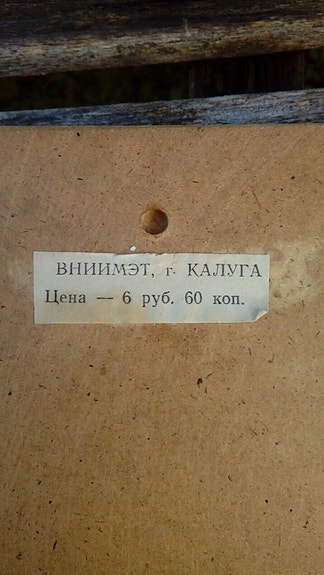 ВНИИМЭТ, г. КАЛУГА
Цена — 6 руб. 60 коп.